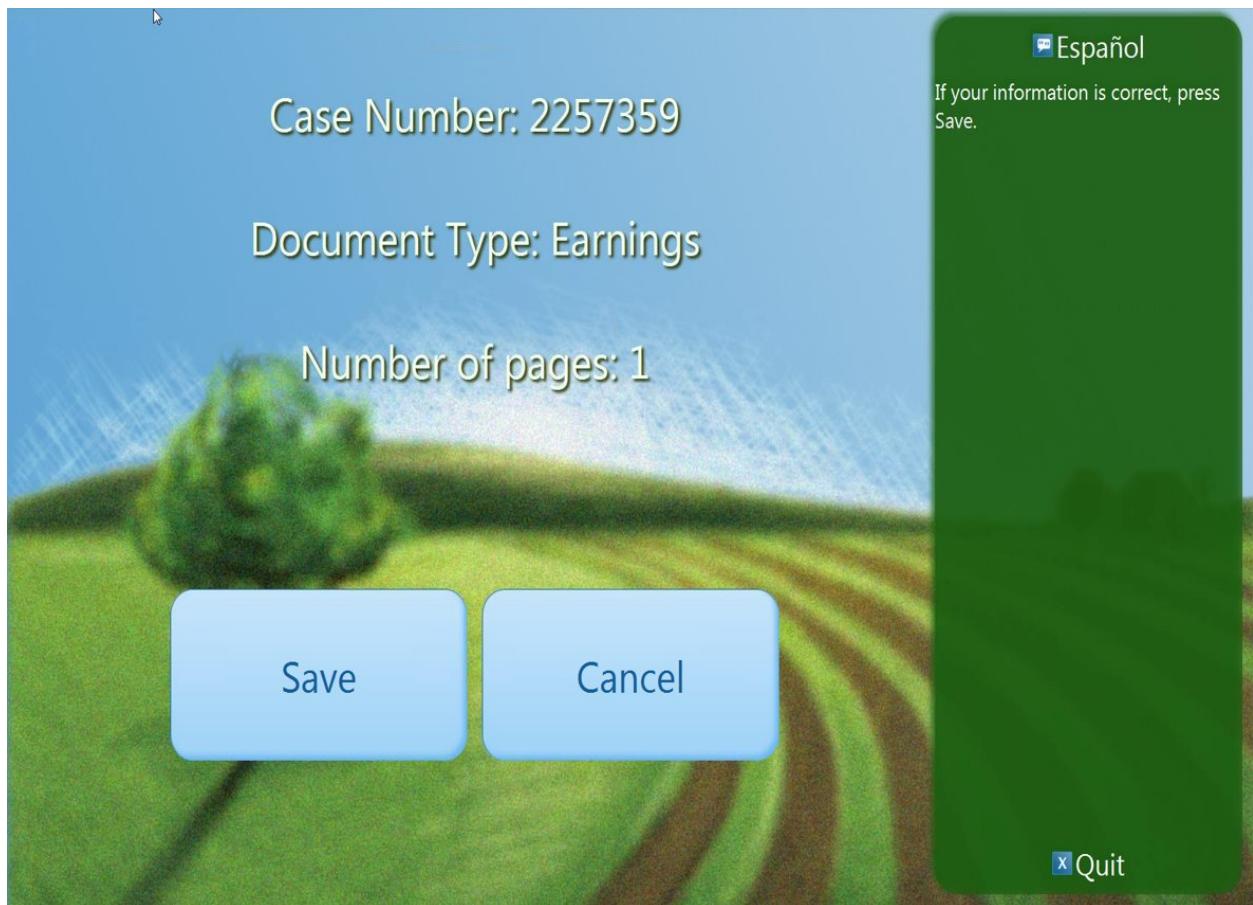 Case Number: 2257359
Document Type: Earnings
Number of pages: 1
Save
Cancel
Español
If your information is correct, press
Save.
Quit